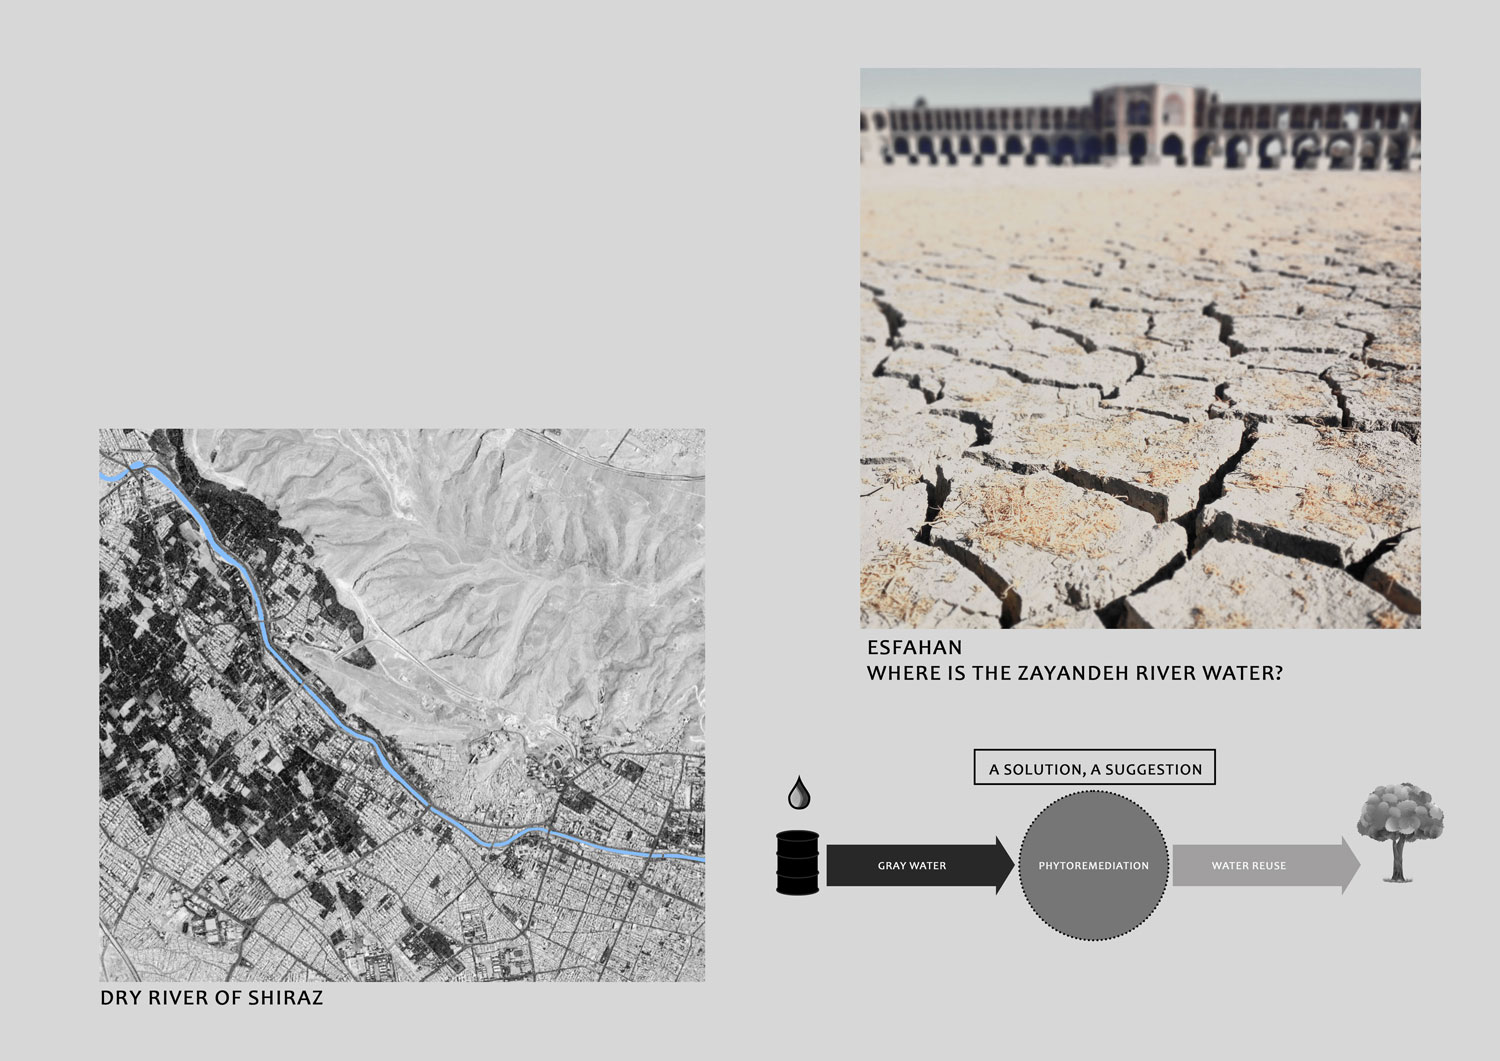 ESFAHAN
WHERE IS THE ZAYANDEH RIVER WATER?
A SOLUTION, A SUGGESTION
GRAY WATER
PHYTOREMEDIATION
WATER REUSE
DRY RIVER OF SHIRAZ